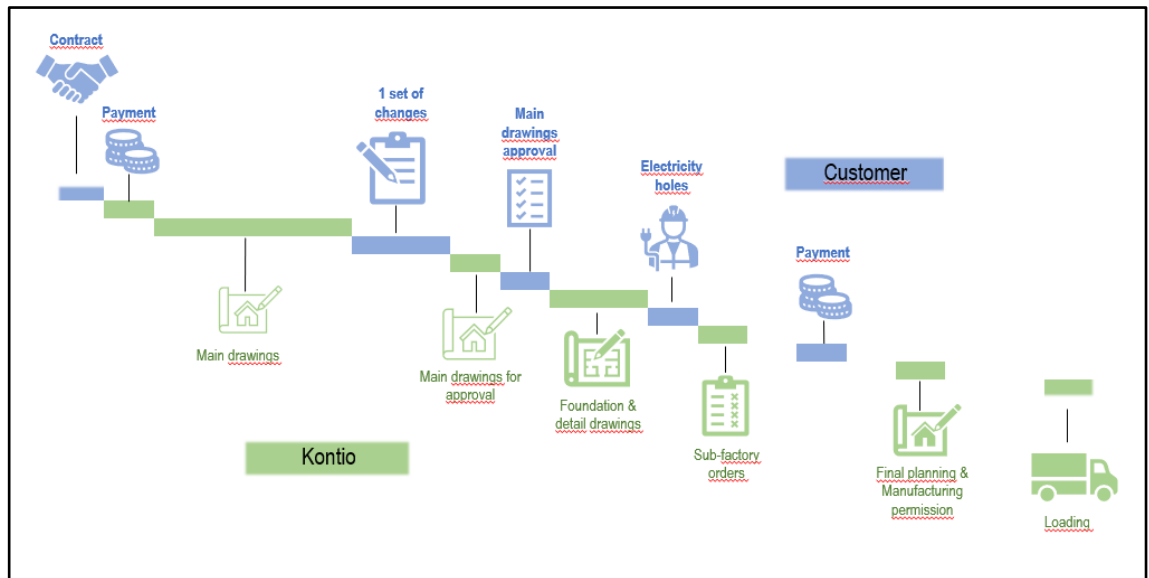 Contract
Payment
1 set of
changes
Main
drawings
approval
Electricity
holes
Customer
Payment
Main drawings
Main drawings for
approval
Foundation &
detail drawings
Sub-factory
orders
Kontio
Final planning &
Manufacturing
permission
Loading